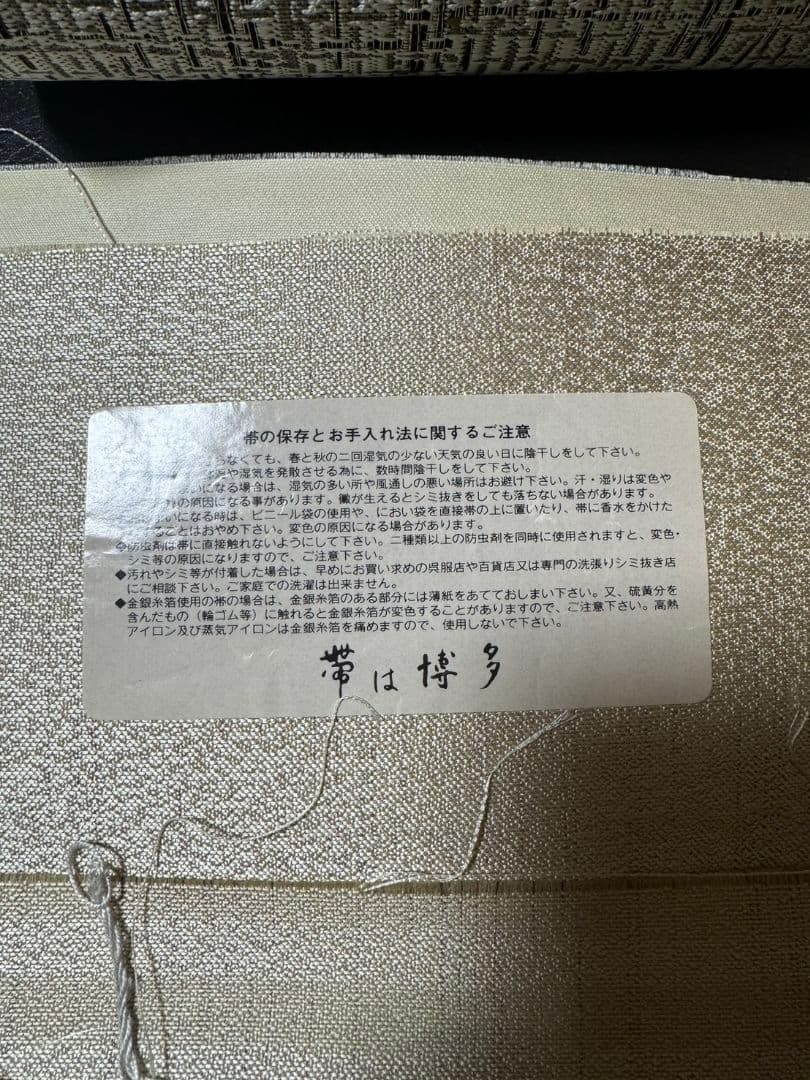 帯の保存とお手入れ法に関するご注意
なくても、春と秋の二回湿気の少ない天気の良い日に陰干しをして下さい。
や湿気を発散させる為に、数時間陰干しをして下さい。
いになる場合は、湿気の多い所や風通しの悪い場所はお避け下さい。汗・湿りは変色や
の原因になる事があります。黴が生えるとシミ抜きをしても落ちない場合があります。
いになる時は、ビニール袋の使用や、におい袋を直接帯の上に置いたり、帯に香水をかけた
ることはおやめ下さい。変色の原因になる場合があります。
◆防虫剤は帯に直接触れないようにして下さい。二種類以上の防虫剤を同時に使用されますと、変色・
シミ等の原因になりますので、ご注意下さい。
◆汚れやシミ等が付着した場合は、早めにお買い求めの呉服店や百貨店又は専門の洗張りシミ抜き店
にご相談下さい。ご家庭での洗濯は出来ません。
◆金銀糸箔使用の帯の場合は、金銀糸箔のある部分には薄紙をあてておしまい下さい。又、硫黄分を
含んだもの（輪ゴム等）に触れると金銀糸箔が変色することがありますので、ご注意下さい。高熱
アイロン及び蒸気アイロンは金銀糸箔を痛めますので、使用しないで下さい。
帯は博多